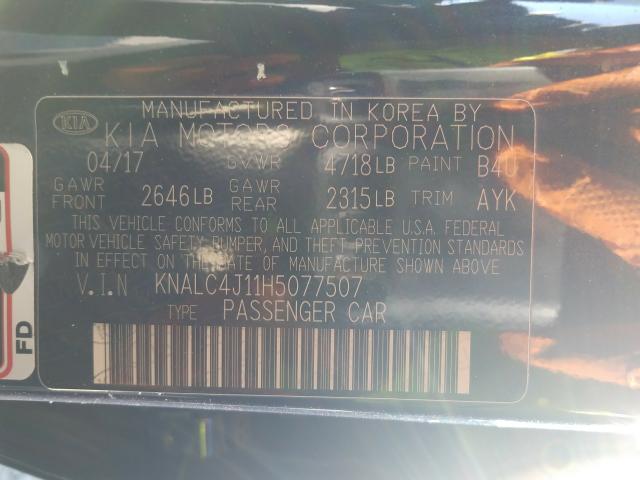 MANUFACTURED IN KOREA BY
KIA KIA MOTORS CORPORATION
04/17 GVWR 4718LB PAINT B4U
GAWR FRONT 2646LB GAWR REAR 2315LB TRIM AYK
THIS VEHICLE CONFORMS TO ALL APPLICABLE U.S.A. FEDERAL
MOTOR VEHICLE SAFETY, BUMPER, AND THEFT PREVENTION STANDARDS
IN EFFECT ON THE DATE OF MANUFACTURE SHOWN ABOVE
V.I.N KNALC4J11H5077507
TYPE PASSENGER CAR
FD